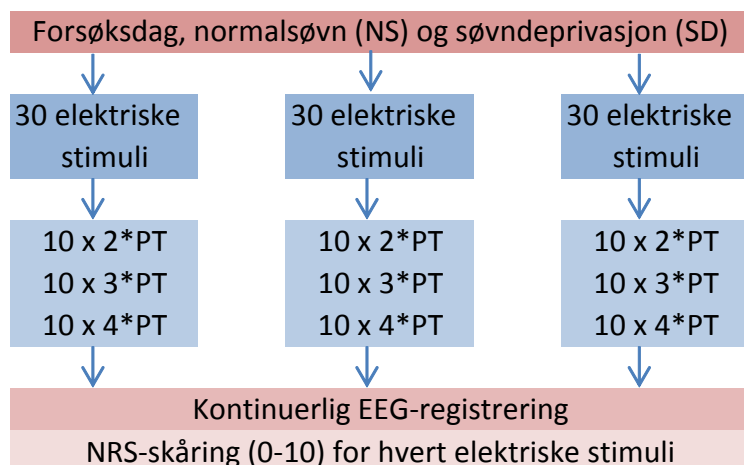 Forsøksdag, normalsøvn (NS) og søvndeprivasjon (SD)
30 elektriske
stimuli
30 elektriske
stimuli
30 elektriske
stimuli
10 x 2*PT
10 x 3*PT
10 x 4*PT
10 x 2*PT
10 x 3*PT
10 x 4*PT
10 x 2*PT
10 x 3*PT
10 x 4*PT
Kontinuerlig EEG-registrering
NRS-skåring (0-10) for hvert elektriske stimuli